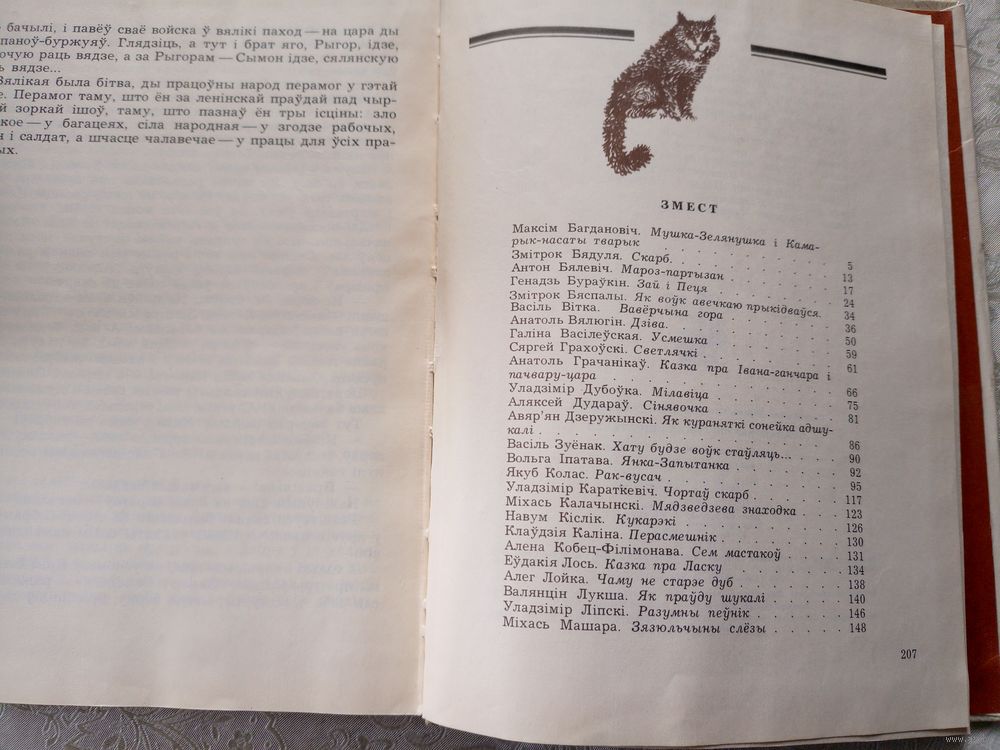 бачылі, і павёў сваё войска ў вялікі паход — на цара ды
паноў-буржуяў. Глядзіць, а тут і брат яго, Рыгор, ідзе,
раць вядзе, а за Рыгорам — Сымон ідзе, сялянскую
вядзе...
Вялікая была бітва, ды працоўны народ перамог у гэтай
Перамог таму, што ён за ленінскай праўдай пад чыр-
зоркай ішоў, таму, што пазнаў ён тры ісціны: зло
— у багацеях, сіла народная — у згодзе рабочых,
і салдат, а шчасце чалавечае — у працы для ўсіх пра-
ЗМЕСТ
Максім Багдановіч. Мушка-Зелянушка і Кама-
рык-насаты тварык . . . . . . . 5
Змітрок Бядуля. Скарб. . . . . . . . 13
Антон Бялевіч. Мароз-партызан . . . . . 17
Генадзь Бураўкін. Зай і Пеця . . . . . 24
Змітрок Бяспалы. Як воўк авечкаю прыкідваўся. 34
Васіль Вітка. Вавёрчына гора . . . . . 36
Анатоль Вялюгін. Дзіва. . . . . . . 50
Галіна Васілеўская. Усмешка . . . . . 59
Сяргей Грахоўскі. Светлячкі . . . . . 61
Анатоль Грачанікаў. Казка пра Івана-ганчара і
пачвару-цара . . . . . . . . 66
Уладзімір Дубоўка. Мілавіца . . . . . 75
Аляксей Дудараў. Сінявочка . . . . . 81
Авяр’ян Дзеружынскі. Як кураняткі сонейка адшу-
калі . . . . . . . . . . . 86
Васіль Зуёнак. Хату будзе воўк стаўляць... . . 90
Вольга Іпатава. Янка-Запытанка . . . . . 92
Якуб Колас. Рак-вусач . . . . . . . 95
Уладзімір Караткевіч. Чортаў скарб . . . . 117
Міхась Калачынскі. Мядзведзева знаходка . . . 123
Навум Кіслік. Кукарэкі . . . . . . . 126
Клаўдзія Каліна. Перасмешнік . . . . . 130
Алена Кобец-Філімонава. Сем мастакоў . . . . 131
Еўдакія Лось. Казка пра Ласку . . . . . 134
Алег Лойка. Чаму не старэе дуб . . . . . 138
Валянцін Лукша. Як праўду шукалі . . . . 140
Уладзімір Ліпскі. Разумны пеўнік . . . . 146
Міхась Машара. Зязюльчыны слёзы . . . . . 148
207